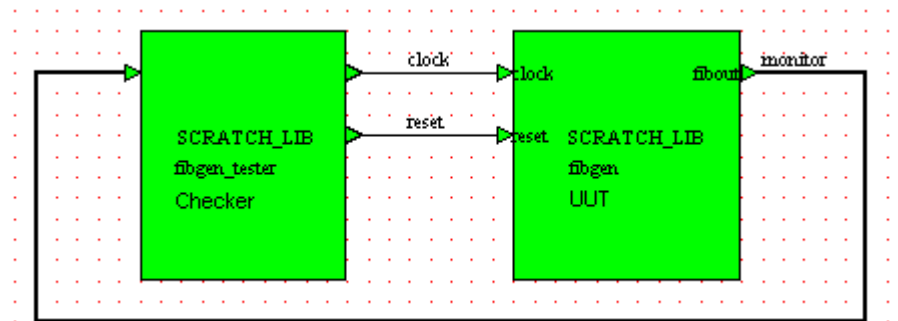 clock
monitor
clock
fibout
reset
reset
SCRATCH_LIB
SCRATCH_LIB
fibgen_tester
fibgen
Checker
UUT